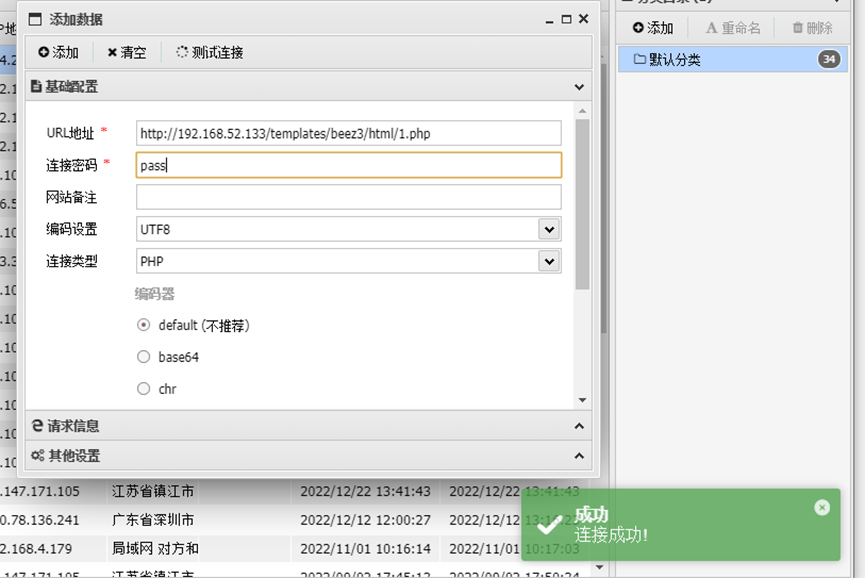 添加数据
添加 清空 测试连接
基础配置
URL地址 * http://192.168.52.133/templates/beez3/html/1.php
连接密码 * pass
网站备注
编码设置 UTF8
连接类型 PHP
编码器
default (不推荐)
base64
chr
请求信息
其他设置
添加 重命名 删除
默认分类 34
.147.171.105 江苏省镇江市 2022/12/22 13:41:43 2022/12/22 13:41:43
0.78.136.241 广东省深圳市 2022/12/12 12:00:27 2022/12/12
2.168.4.179 局域网 对方和 2022/11/01 10:16:14 2022/11/01 10:17:03
成功
连接成功!